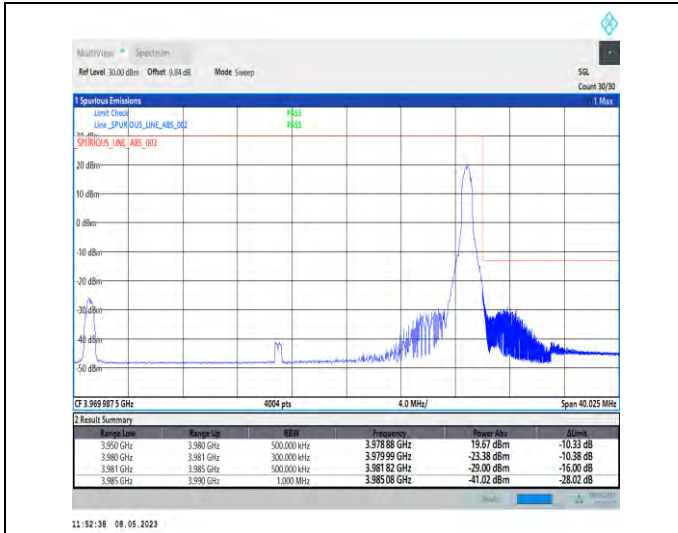 MultiView Spectrum
Ref Level 30.00 dBm Offset 9.84 dB Mode Sweep SGL
Count 30/30
1 Spurious Emissions 1 Max
Limit Check PASS
Line _SPURIOUS_LINE_ABS_002 PASS
_SPURIOUS_LINE_ABS_002
20 dBm
10 dBm
0 dBm
-10 dBm
-20 dBm
-30 dBm
-40 dBm
-50 dBm
CF 3.969 987 5 GHz 4004 pts 4.0 MHz/ Span 40.025 MHz
2 Result Summary
Range Low Range Up RBW Frequency Power Abs ΔLimit
3.950 GHz 3.980 GHz 500.000 kHz 3.978 88 GHz 19.67 dBm -10.33 dB
3.980 GHz 3.981 GHz 300.000 kHz 3.979 99 GHz -23.38 dBm -10.38 dB
3.981 GHz 3.985 GHz 500.000 kHz 3.981 82 GHz -29.00 dBm -16.00 dB
3.985 GHz 3.990 GHz 1.000 MHz 3.985 08 GHz -41.02 dBm -28.02 dB
Ready
11:52:38 08.05.2023